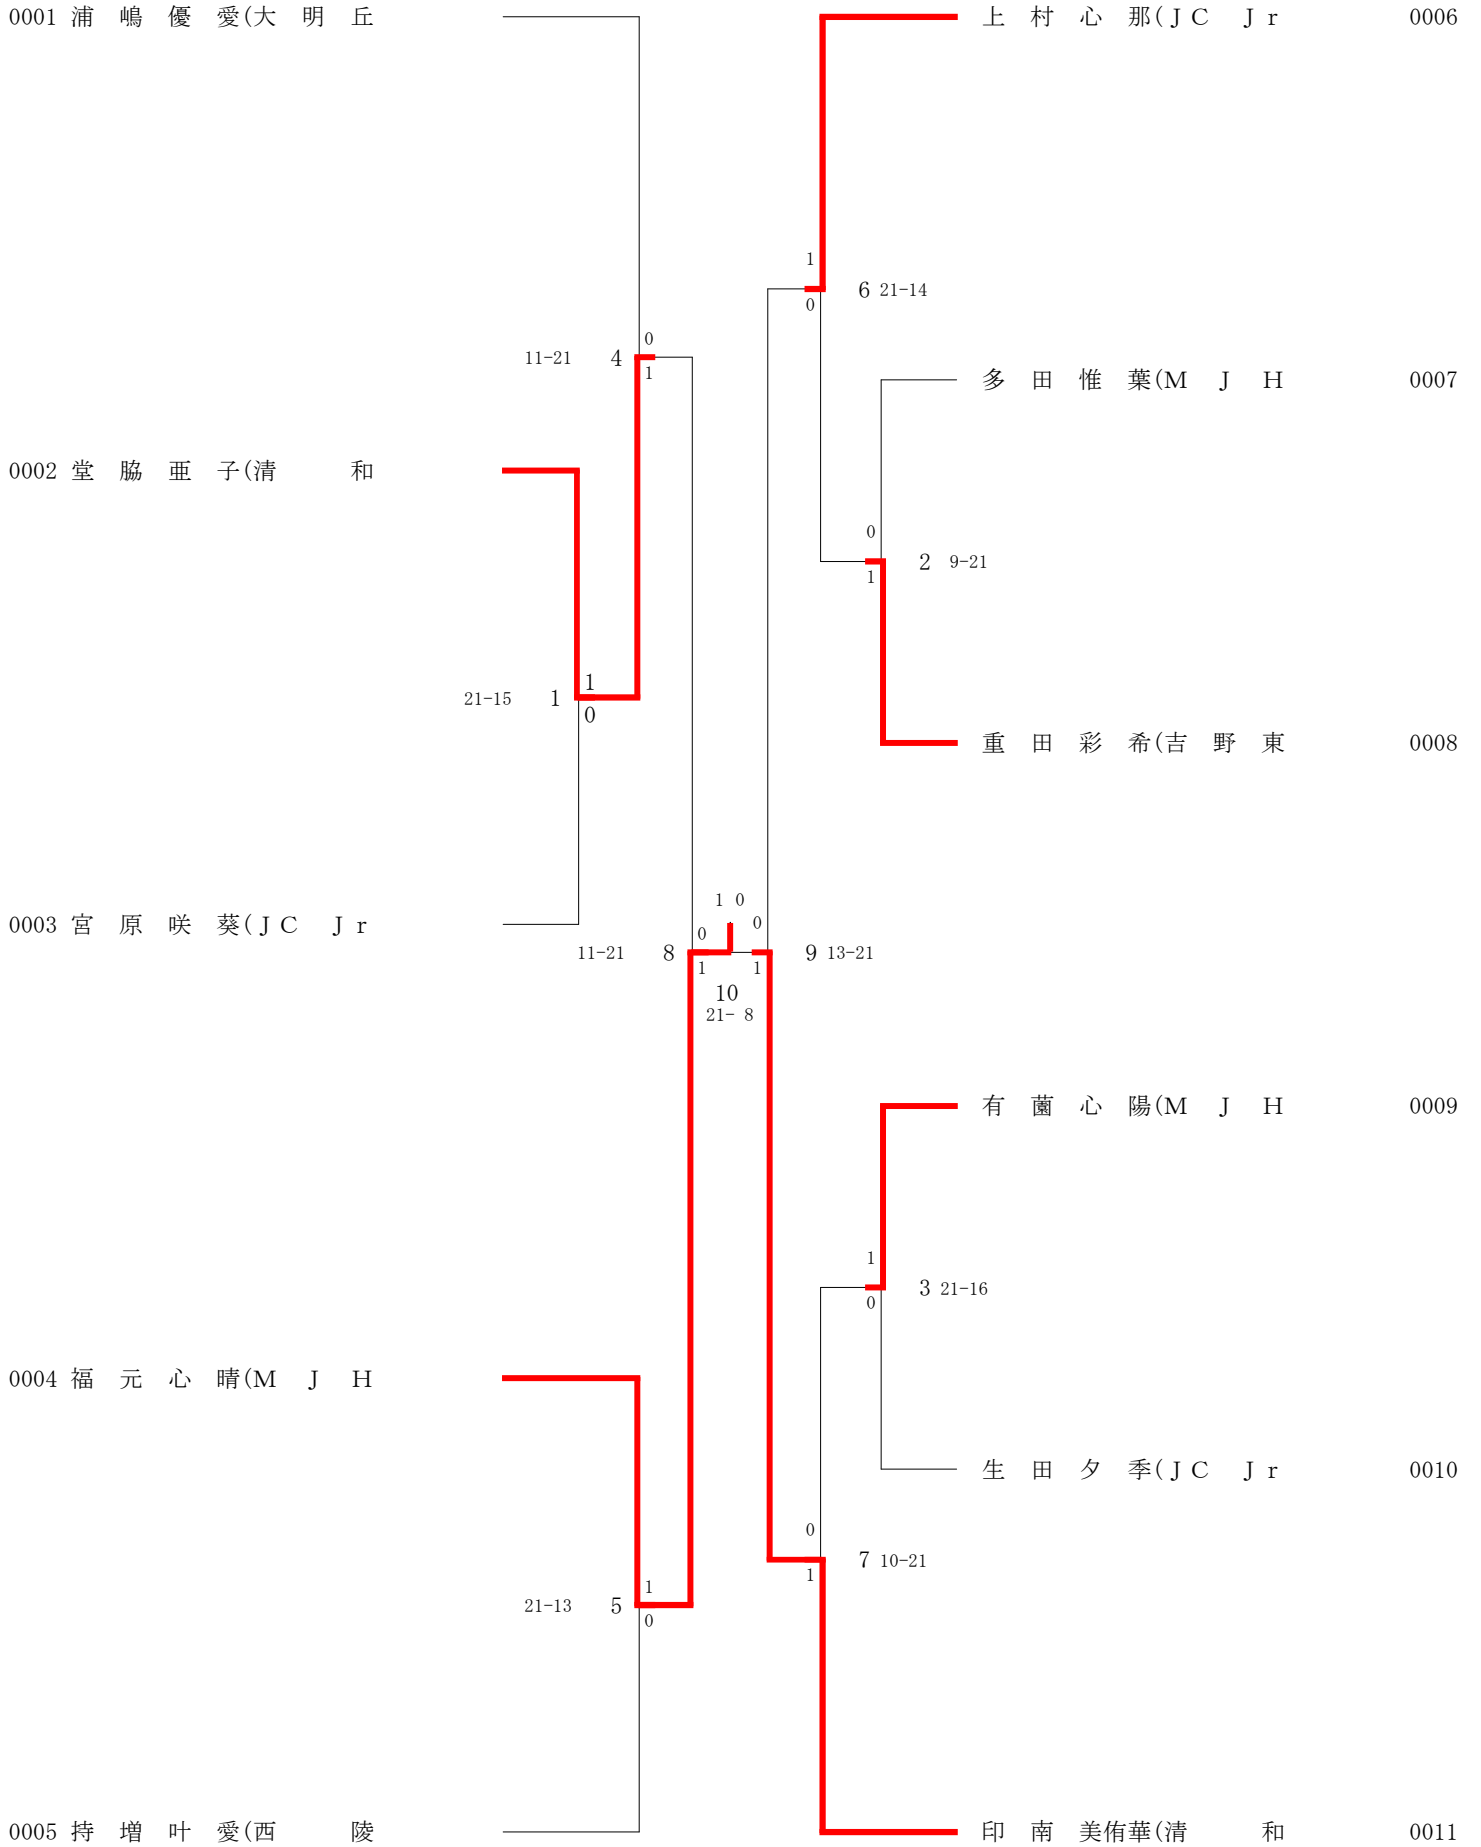 0001 浦 嶋 優 愛(大 明 丘
上 村 心 那(JC Jr 0006
1
6 21-14
0
0
11-21 4
1
多 田 惟 葉(M J H 0007
0002 堂 脇 亜 子(清 和
0
2 9-21
1
1
21-15 1
0
重 田 彩 希(吉 野 東 0008
1 0
0003 宮 原 咲 葵(JC Jr
0 0
11-21 8
9 13-21
1 1
10
21- 8
有 薗 心 陽(M J H 0009
1
3 21-16
0
0004 福 元 心 晴(M J H
生 田 夕 季(JC Jr 0010
0
7 10-21
1
1
21-13 5
0
0005 持 増 叶 愛(西 陵
印 南 美侑華(清 和 0011